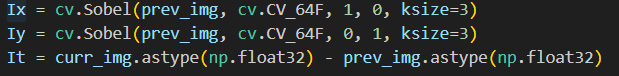 Ix = cv.Sobel(prev_img, cv.CV_64F, 1, 0, ksize=3)
Iy = cv.Sobel(prev_img, cv.CV_64F, 0, 1, ksize=3)
It = curr_img.astype(np.float32) - prev_img.astype(np.float32)